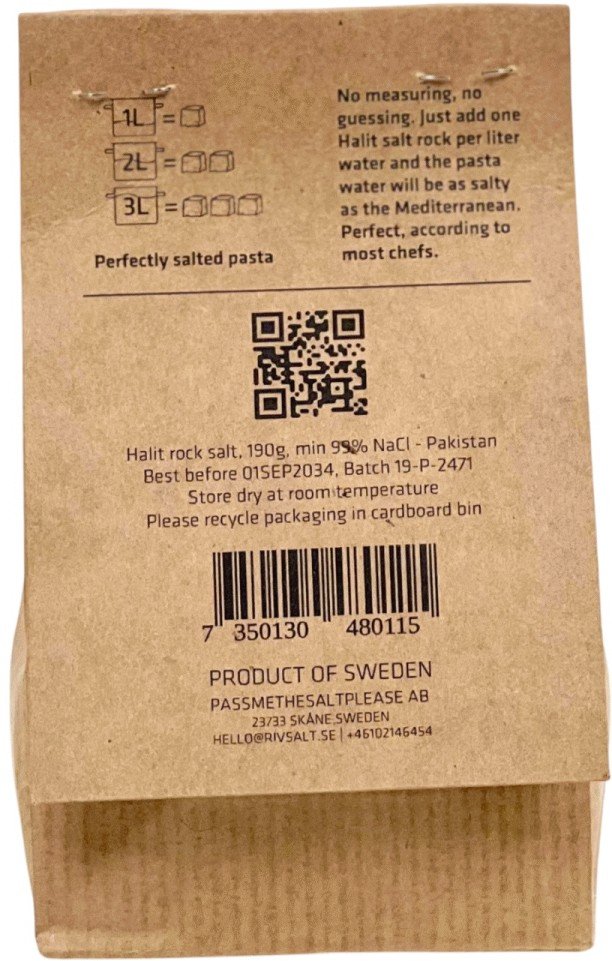 1L =
2L =
3L =
Perfectly salted pasta
No measuring, no
guessing. Just add one
Halit salt rock per liter
water and the pasta
water will be as salty
as the Mediterranean.
Perfect, according to
most chefs.
Halit rock salt, 190g, min 99% NaCl - Pakistan
Best before 01SEP2034, Batch 19-P-2471
Store dry at room temperature
Please recycle packaging in cardboard bin
7 350130 480115
PRODUCT OF SWEDEN
PASSMETHESALTPLEASE AB
23733 SKÅNE, SWEDEN
HELLO@RIVSALT.SE | +46102146454